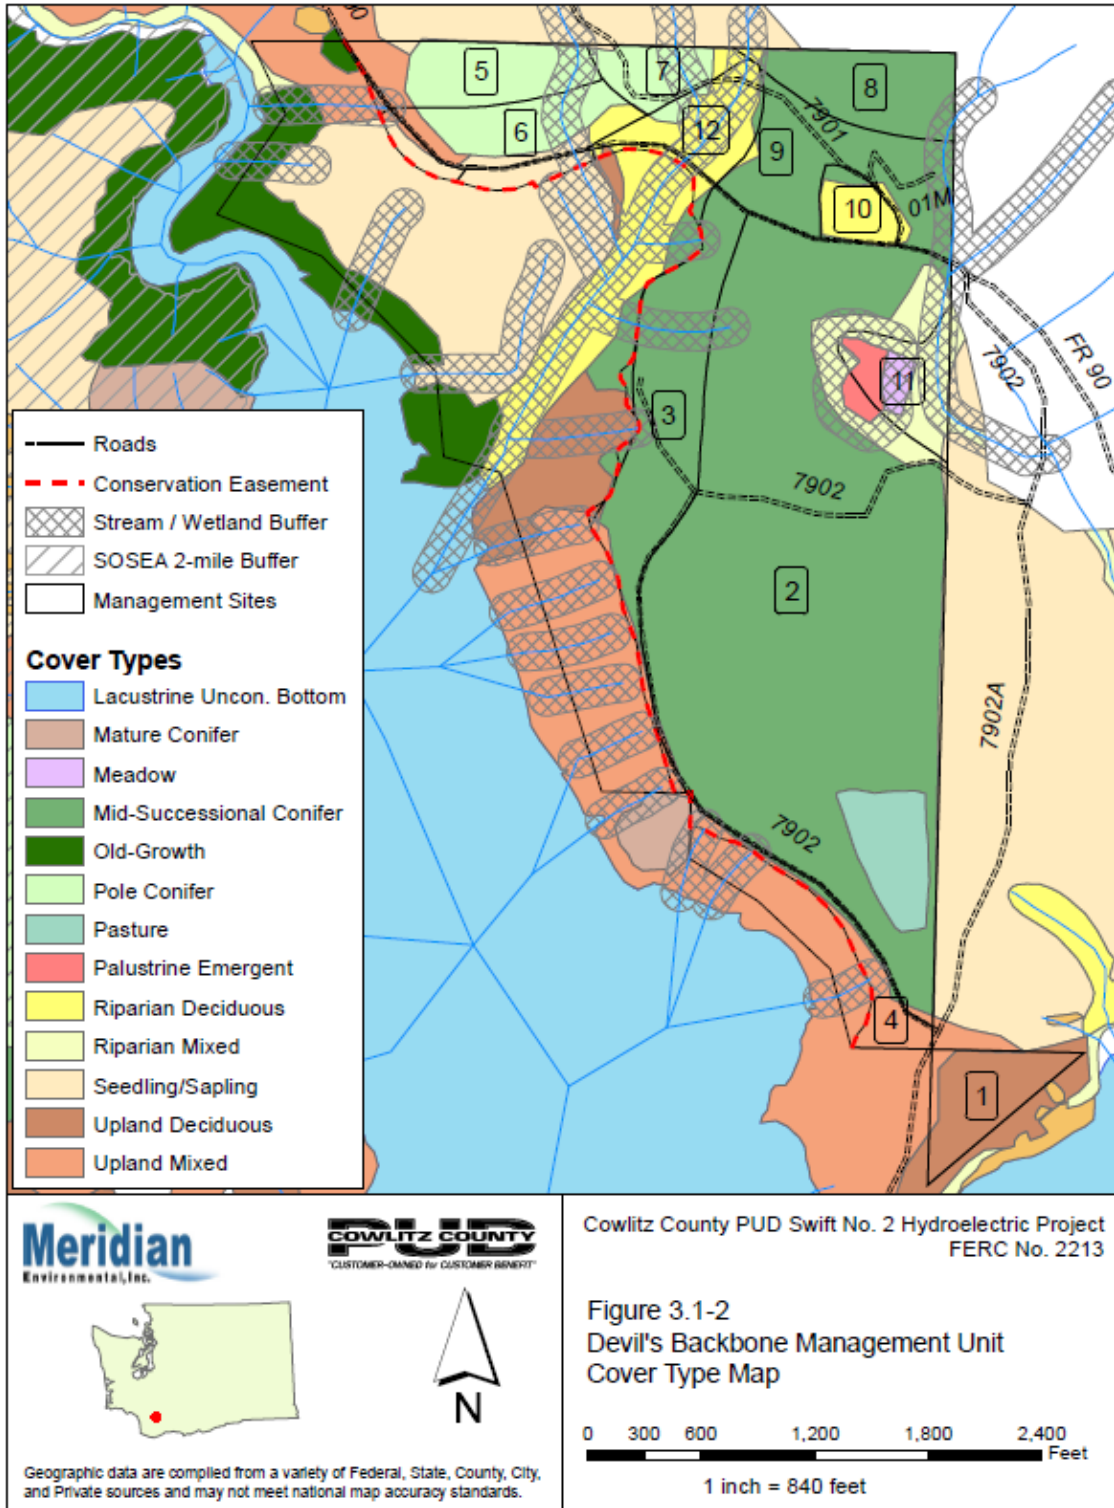 90
5
7
8
6
12
7901
9
10
01M
FR 90
7902
11
3
7902
2
7902A
7902
4
1
Roads
Conservation Easement
Stream / Wetland Buffer
SOSEA 2-mile Buffer
Management Sites
Cover Types
Lacustrine Uncon. Bottom
Mature Conifer
Meadow
Mid-Successional Conifer
Old-Growth
Pole Conifer
Pasture
Palustrine Emergent
Riparian Deciduous
Riparian Mixed
Seedling/Sapling
Upland Deciduous
Upland Mixed
Meridian
Environmental, Inc.
PUD
COWLITZ COUNTY
"CUSTOMER-OWNED for CUSTOMER BENEFIT"
N
Geographic data are compiled from a variety of Federal, State, County, City,
and Private sources and may not meet national map accuracy standards.
Cowlitz County PUD Swift No. 2 Hydroelectric Project
FERC No. 2213
Figure 3.1-2
Devil's Backbone Management Unit
Cover Type Map
0 300 600 1,200 1,800 2,400
Feet
1 inch = 840 feet